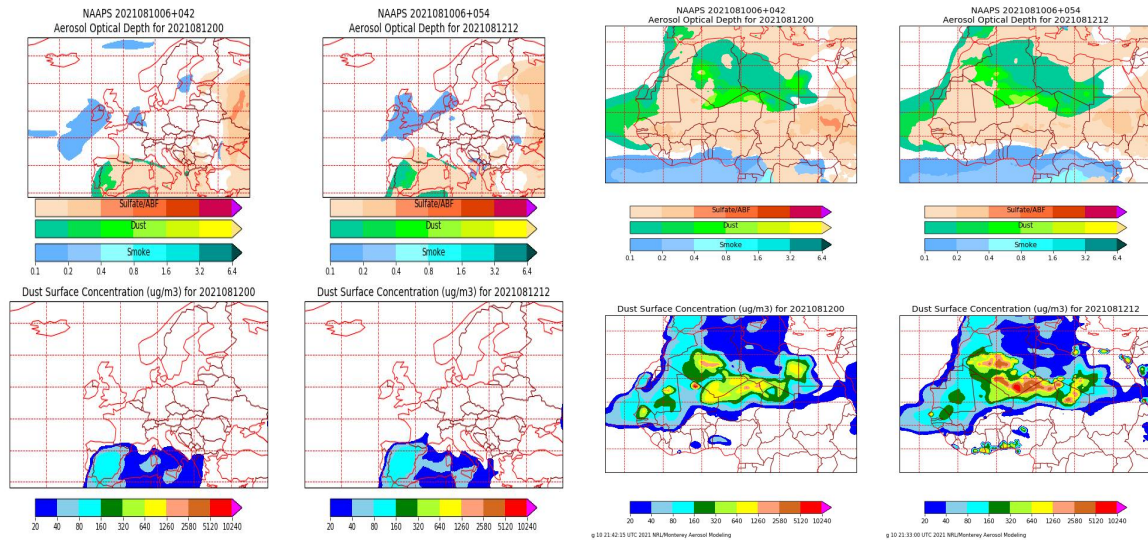 NAAPS 2021081006+042
Aerosol Optical Depth for 2021081200
NAAPS 2021081006+054
Aerosol Optical Depth for 2021081212
NAAPS 2021081006+042
Aerosol Optical Depth for 2021081200
NAAPS 2021081006+054
Aerosol Optical Depth for 2021081212
Sulfate/ABF
Dust
Smoke
0.1 0.2 0.4 0.8 1.6 3.2 6.4
Sulfate/ABF
Dust
Smoke
0.1 0.2 0.4 0.8 1.6 3.2 6.4
Sulfate/ABF
Dust
Smoke
0.1 0.2 0.4 0.8 1.2 3.2 6.4
Sulfate/ABF
Dust
Smoke
0.1 0.2 0.4 0.8 1.2 3.2 6.4
Dust Surface Concentration (ug/m3) for 2021081200
Dust Surface Concentration (ug/m3) for 2021081212
Dust Surface Concentration (ug/m3) for 2021081200
Dust Surface Concentration (ug/m3) for 2021081212
20 40 80 160 320 640 1260 2560 5120 10240
20 40 80 160 320 640 1260 2560 5120 10240
20 40 80 160 320 640 1260 2560 5120 10240
20 40 80 160 320 640 1260 2560 5120 10240
g 10 21:42:15 UTC 2021 NRL/Monterey Aerosol Modeling
g 10 21:33:00 UTC 2021 NRL/Monterey Aerosol Modeling